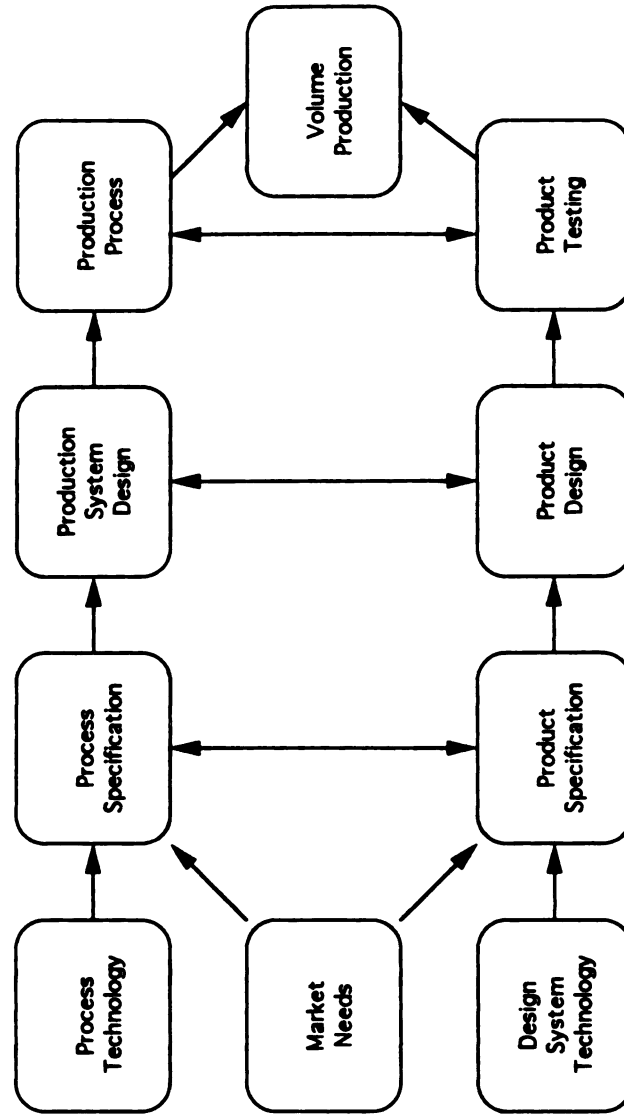 Process
Technology
Process
Specification
Production
System
Design
Production
Process
Market
Needs
Volume
Production
Design
System
Technology
Product
Specification
Product
Design
Product
Testing